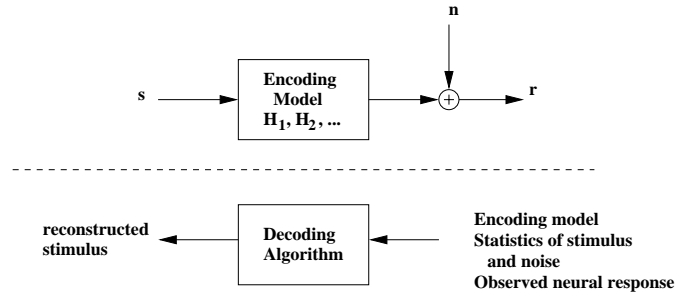 n
s
Encoding
Model
H1, H2, ...
+
r
reconstructed
stimulus
Decoding
Algorithm
Encoding model
Statistics of stimulus
and noise
Observed neural response